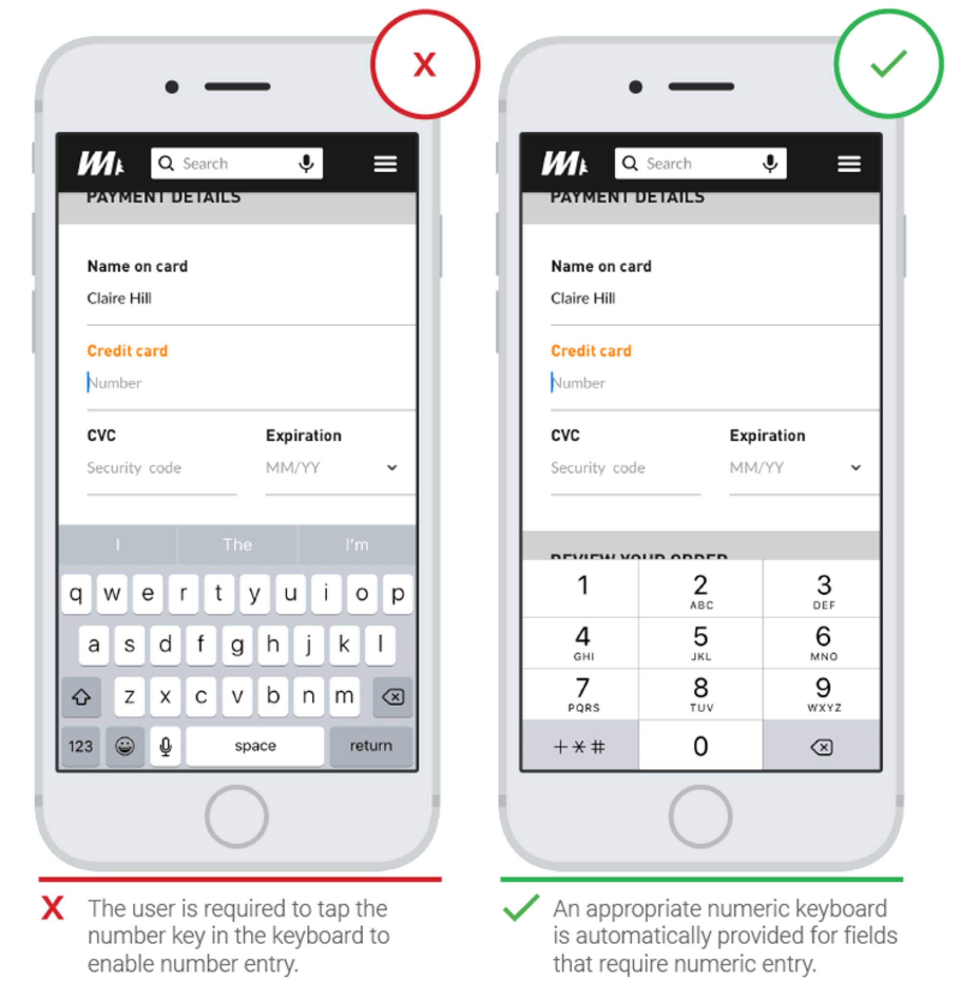 X
Search
PAYMENT DETAILS
Name on card
Claire Hill
Credit card
Number
CVC Expiration
Security code MM/YY
I The I'm
q w e r t y u i o p
a s d f g h j k l
z x c v b n m
123 space return
X The user is required to tap the
number key in the keyboard to
enable number entry.
Search
PAYMENT DETAILS
Name on card
Claire Hill
Credit card
Number
CVC Expiration
Security code MM/YY
REVIEW YOUR ORDER
1 2 3
ABC DEF
4 5 6
GHI JKL MNO
7 8 9
PQRS TUV WXYZ
+*# 0
An appropriate numeric keyboard
is automatically provided for fields
that require numeric entry.